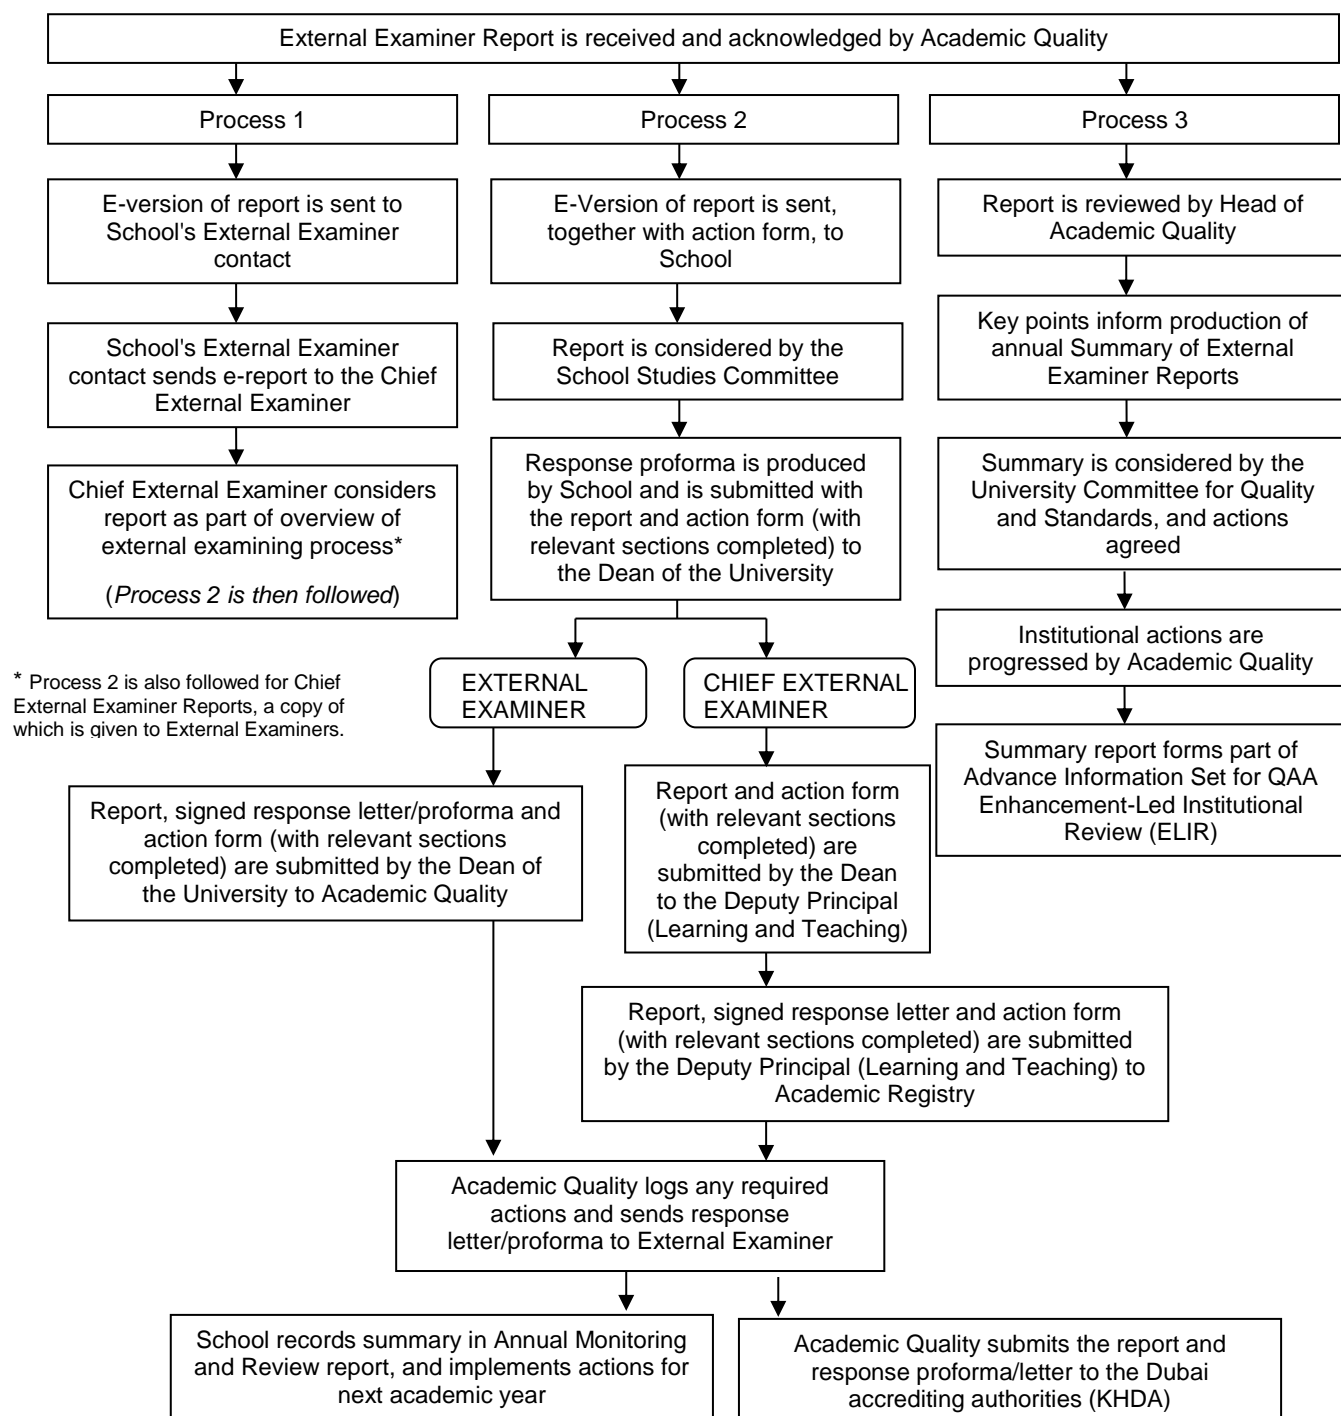 External Examiner Report is received and acknowledged by Academic Quality
Process 1
Process 2
Process 3
E-version of report is sent to
School's External Examiner
contact
E-Version of report is sent,
together with action form, to
School
Report is reviewed by Head of
Academic Quality
School's External Examiner
contact sends e-report to the Chief
External Examiner
Report is considered by the
School Studies Committee
Key points inform production of
annual Summary of External
Examiner Reports
Chief External Examiner considers
report as part of overview of
external examining process*
(Process 2 is then followed)
Response proforma is produced
by School and is submitted with
the report and action form (with
relevant sections completed) to
the Dean of the University
Summary is considered by the
University Committee for Quality
and Standards, and actions
agreed
Institutional actions are
progressed by Academic Quality
* Process 2 is also followed for Chief
External Examiner Reports, a copy of
which is given to External Examiners.
EXTERNAL
EXAMINER
CHIEF EXTERNAL
EXAMINER
Summary report forms part of
Advance Information Set for QAA
Enhancement-Led Institutional
Review (ELIR)
Report, signed response letter/proforma and
action form (with relevant sections
completed) are submitted by the Dean of
the University to Academic Quality
Report and action form
(with relevant sections
completed) are
submitted by the Dean
to the Deputy Principal
(Learning and Teaching)
Report, signed response letter and action form
(with relevant sections completed) are submitted
by the Deputy Principal (Learning and Teaching) to
Academic Registry
Academic Quality logs any required
actions and sends response
letter/proforma to External Examiner
School records summary in Annual Monitoring
and Review report, and implements actions for
next academic year
Academic Quality submits the report and
response proforma/letter to the Dubai
accrediting authorities (KHDA)